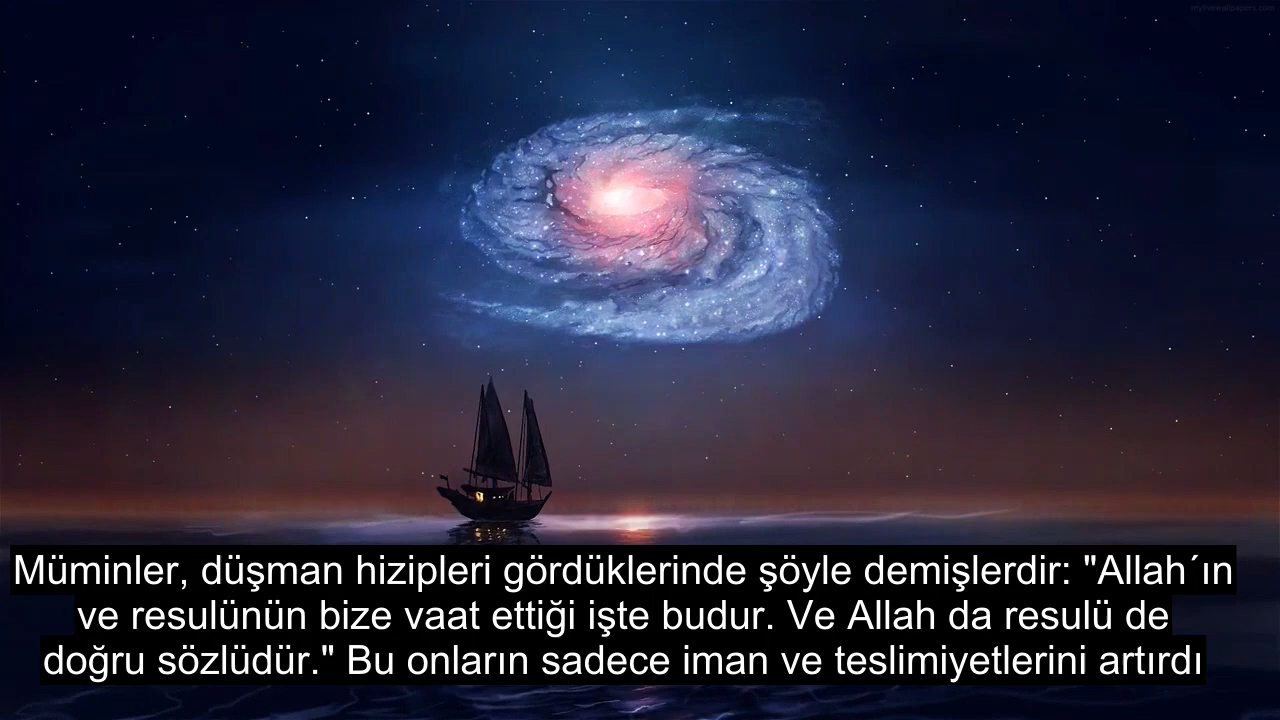 Müminler, düşman hizipleri gördüklerinde şöyle demişlerdir: "Allah´ın
ve resulünün bize vaat ettiği işte budur. Ve Allah da resulü de
doğru sözlüdür." Bu onların sadece iman ve teslimiyetlerini artırdı